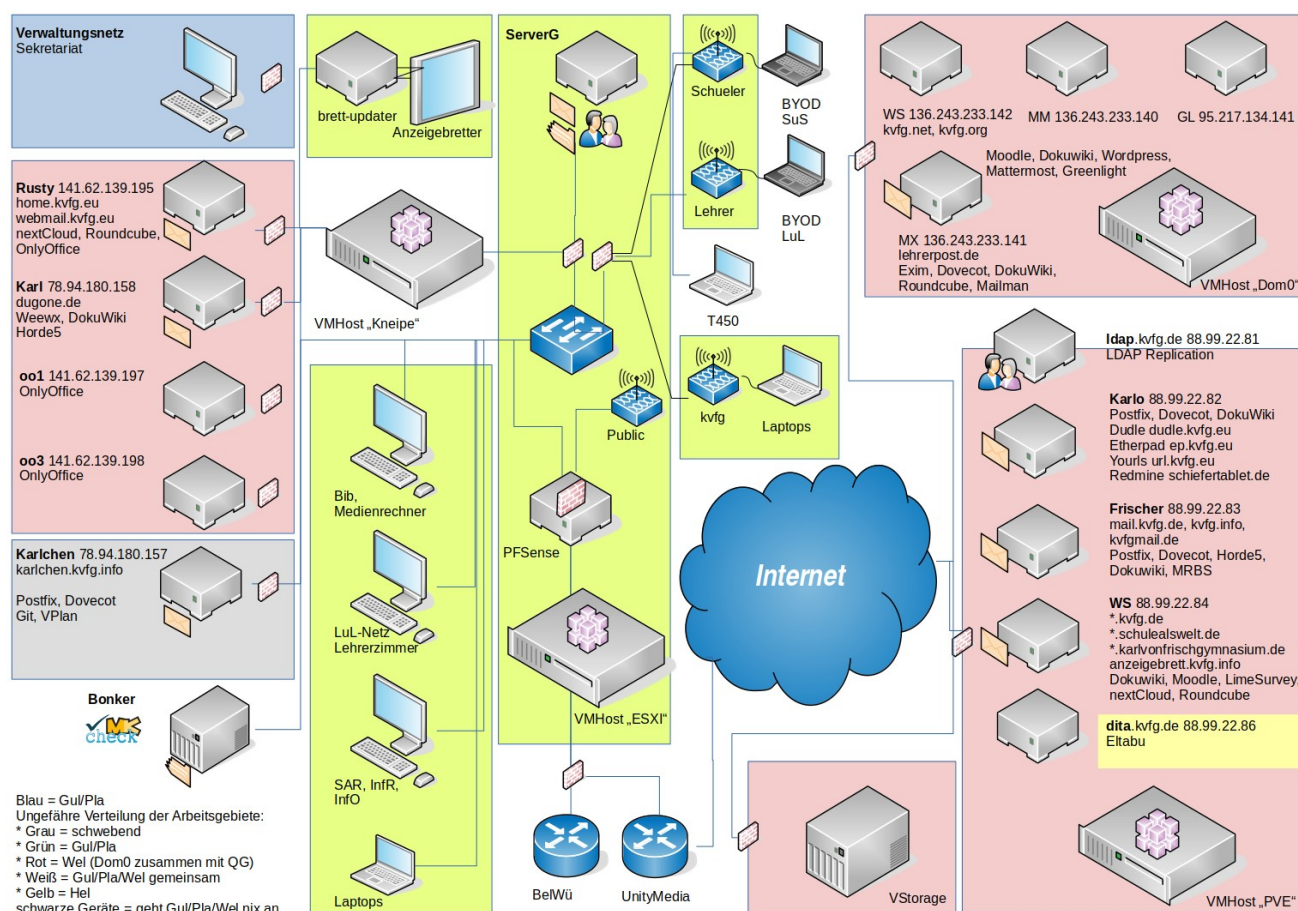 Verwaltungsnetz
Sekretariat
brett-updater
Anzeigebretter
ServerG
Schueler
BYOD
SuS
Lehrer
BYOD
LuL
T450
WS 136.243.233.142
kvfg.net, kvfg.org
MM 136.243.233.140
GL 95.217.134.141
Moodle, Dokuwiki, Wordpress,
Mattermost, Greenlight
MX 136.243.233.141
lehrerpost.de
Exim, Dovecot, DokuWiki,
Roundcube, Mailman
VMHost „Dom0“
Rusty 141.62.139.195
home.kvfg.eu
webmail.kvfg.eu
nextCloud, Roundcube,
OnlyOffice
Karl 78.94.180.158
dugone.de
Weewx, DokuWiki
Horde5
oo1 141.62.139.197
OnlyOffice
oo3 141.62.139.198
OnlyOffice
VMHost „Kneipe“
Karlchen 78.94.180.157
karlchen.kvfg.info
Postfix, Dovecot
Git, VPlan
Bonker
MK
check
Blau = Gul/Pla
Ungefähre Verteilung der Arbeitsgebiete:
* Grau = schwebend
* Grün = Gul/Pla
* Rot = Wel (Dom0 zusammen mit QG)
* Weiß = Gul/Pla/Wel gemeinsam
* Gelb = Hel
schwarze Geräte = geht Gul/Pla/Wel nix an
Bib,
Medienrechner
LuL-Netz
Lehrerzimmer
SAR, InfR,
InfO
Laptops
Public
PFSense
VMHost „ESXI“
BelWü
UnityMedia
kvfg
Laptops
Internet
VStorage
ldap.kvfg.de 88.99.22.81
LDAP Replication
Karlo 88.99.22.82
Postfix, Dovecot, DokuWiki
Dudle dudle.kvfg.eu
Etherpad ep.kvfg.eu
Yourls url.kvfg.eu
Redmine schiefertablet.de
Frischer 88.99.22.83
mail.kvfg.de, kvfg.info,
kvfgmail.de
Postfix, Dovecot, Horde5,
Dokuwiki, MRBS
WS 88.99.22.84
*.kvfg.de
*.schulealswelt.de
*.karlvonfrischgymnasium.de
anzeigebrett.kvfg.info
Dokuwiki, Moodle, LimeSurvey,
nextCloud, Roundcube
dita.kvfg.de 88.99.22.86
Eltabu
VMHost „PVE“